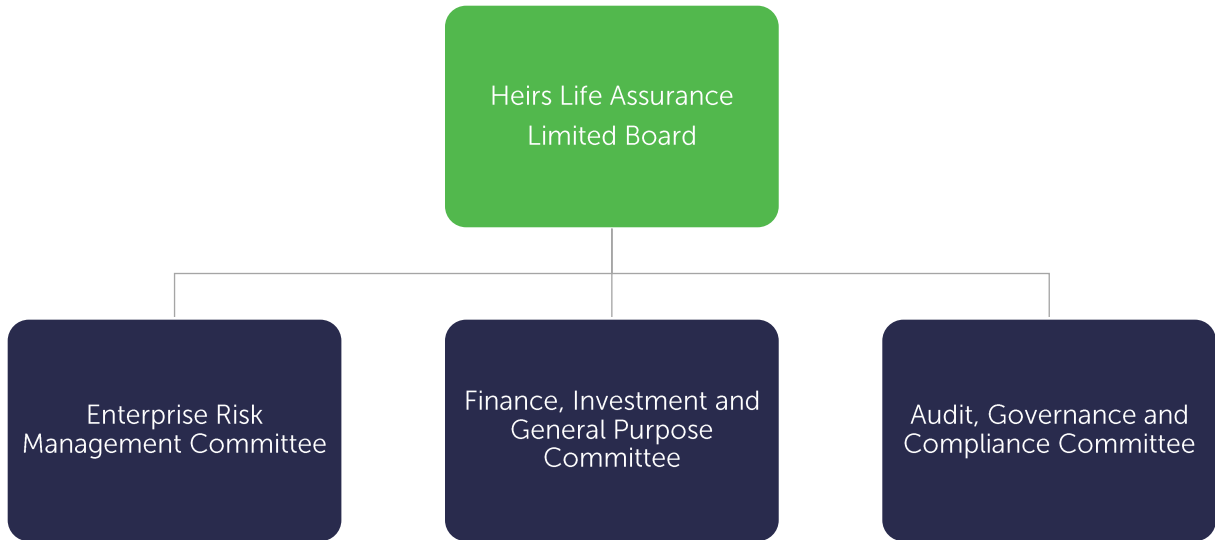 Heirs Life Assurance
Limited Board
Enterprise Risk
Management Committee
Finance, Investment and
General Purpose
Committee
Audit, Governance and
Compliance Committee